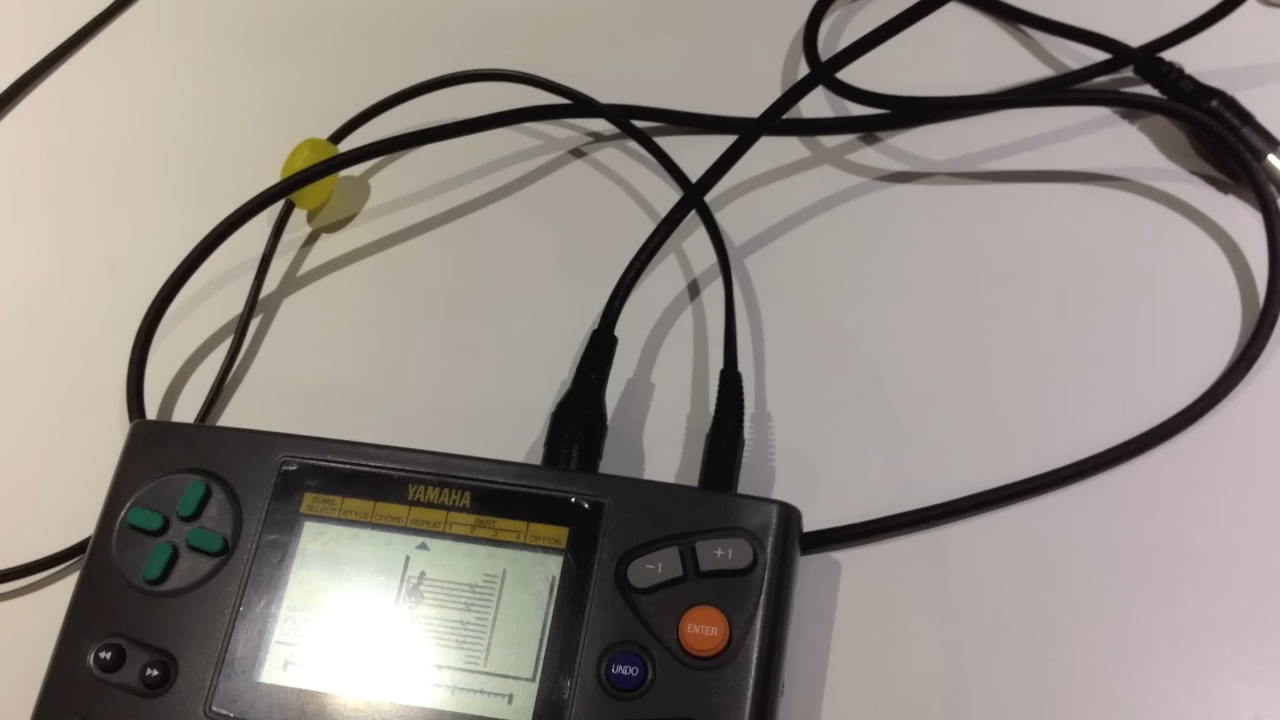 YAMAHA
SONG SELECT STYLE CHORD REPEAT PART OPTION
1 2 3 4
-1 +1
ENTER
UNDO